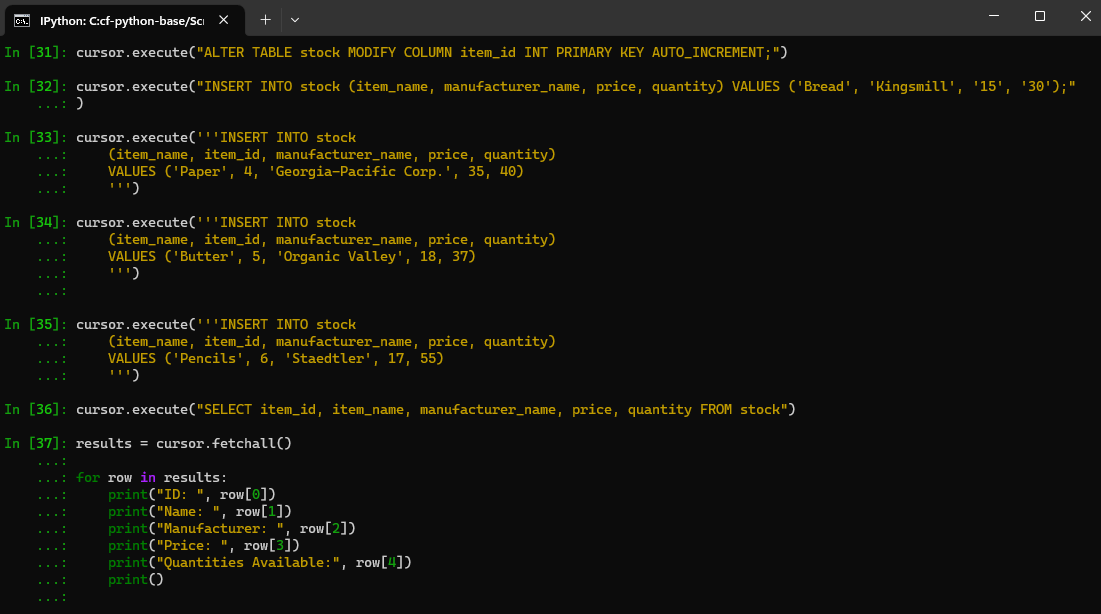 IPython: C:cf-python-base/Scr
In [31]: cursor.execute("ALTER TABLE stock MODIFY COLUMN item_id INT PRIMARY KEY AUTO_INCREMENT;")
In [32]: cursor.execute("INSERT INTO stock (item_name, manufacturer_name, price, quantity) VALUES ('Bread', 'Kingsmill', '15', '30');"
    ...: )
In [33]: cursor.execute('''INSERT INTO stock
    ...:     (item_name, item_id, manufacturer_name, price, quantity)
    ...:     VALUES ('Paper', 4, 'Georgia-Pacific Corp.', 35, 40)
    ...:     ''')
In [34]: cursor.execute('''INSERT INTO stock
    ...:     (item_name, item_id, manufacturer_name, price, quantity)
    ...:     VALUES ('Butter', 5, 'Organic Valley', 18, 37)
    ...:     ''')
    ...:
In [35]: cursor.execute('''INSERT INTO stock
    ...:     (item_name, item_id, manufacturer_name, price, quantity)
    ...:     VALUES ('Pencils', 6, 'Staedtler', 17, 55)
    ...:     ''')
In [36]: cursor.execute("SELECT item_id, item_name, manufacturer_name, price, quantity FROM stock")
In [37]: results = cursor.fetchall()
    ...:
    ...: for row in results:
    ...:     print("ID: ", row[0])
    ...:     print("Name: ", row[1])
    ...:     print("Manufacturer: ", row[2])
    ...:     print("Price: ", row[3])
    ...:     print("Quantities Available:", row[4])
    ...:     print()
    ...: